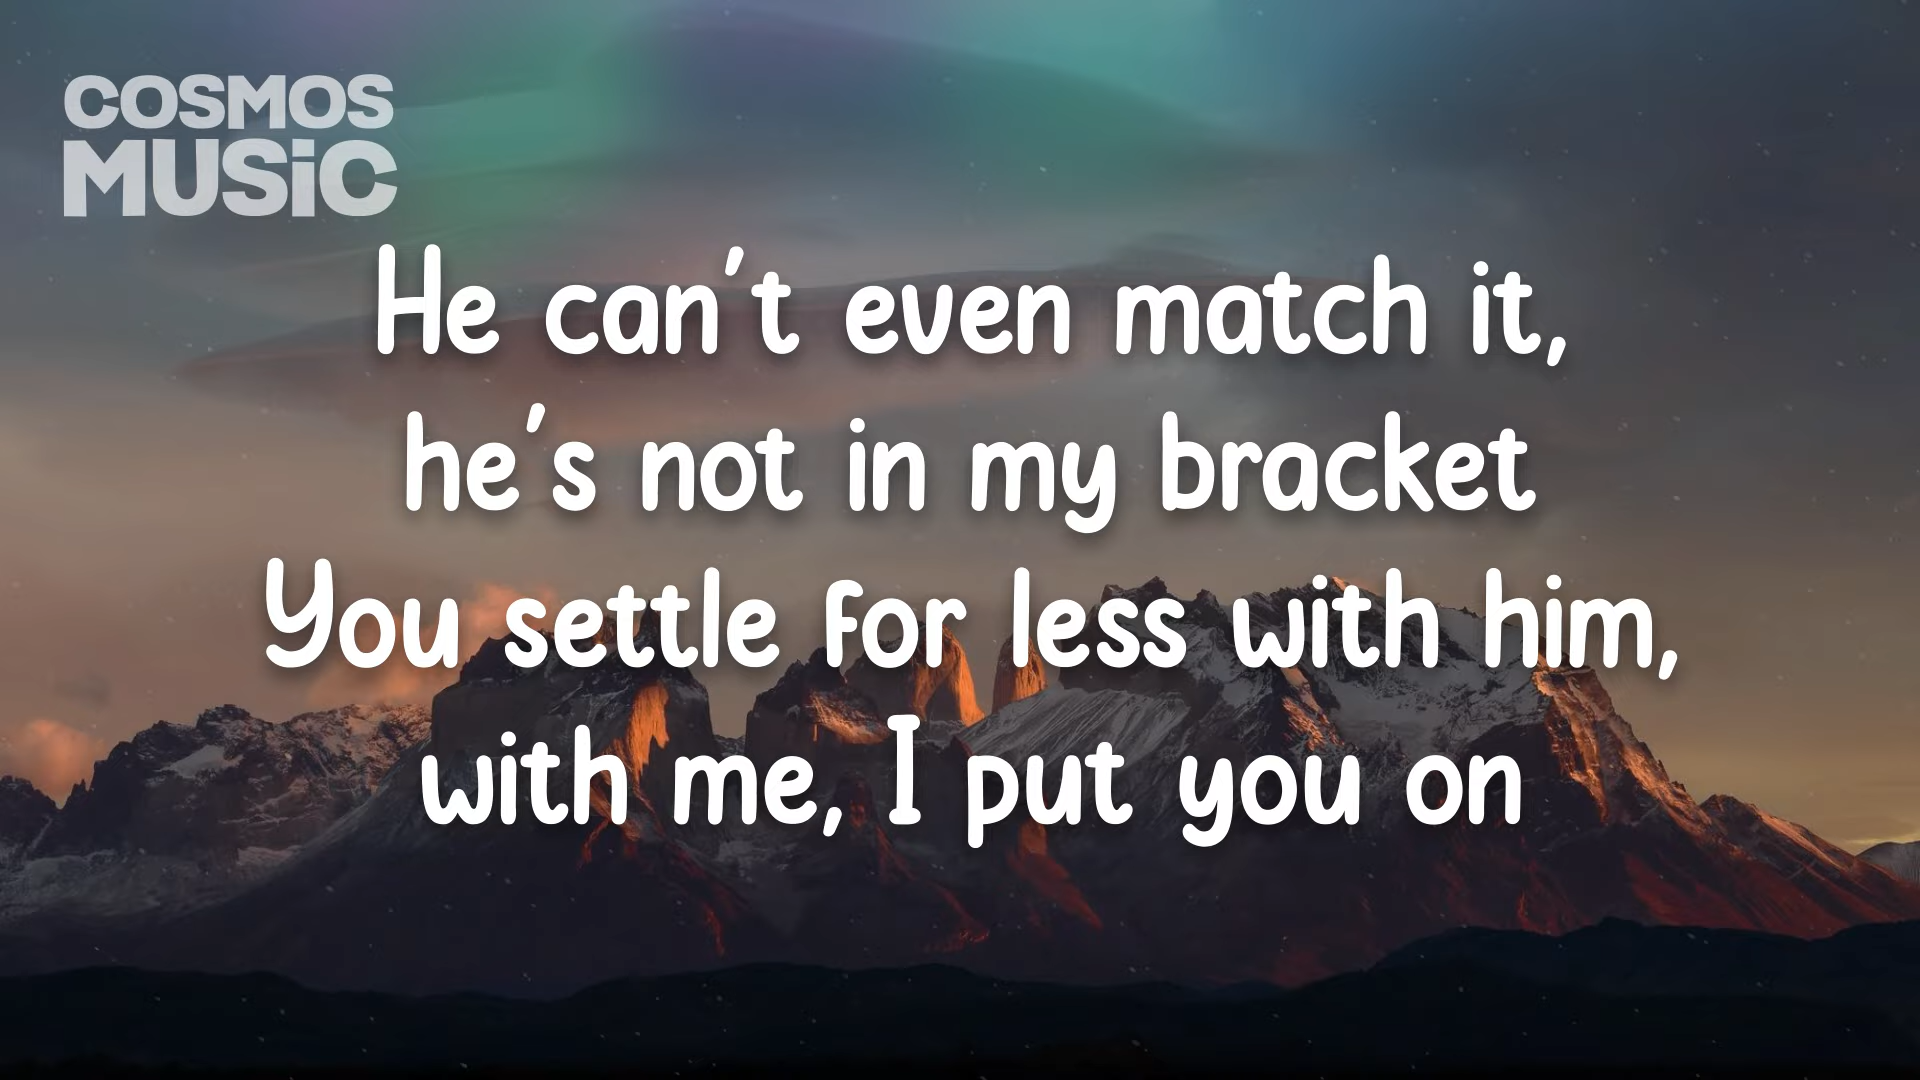 COSMOS
MUSiC
He can't even match it,
he's not in my bracket
You settle for less with him,
with me, I put you on